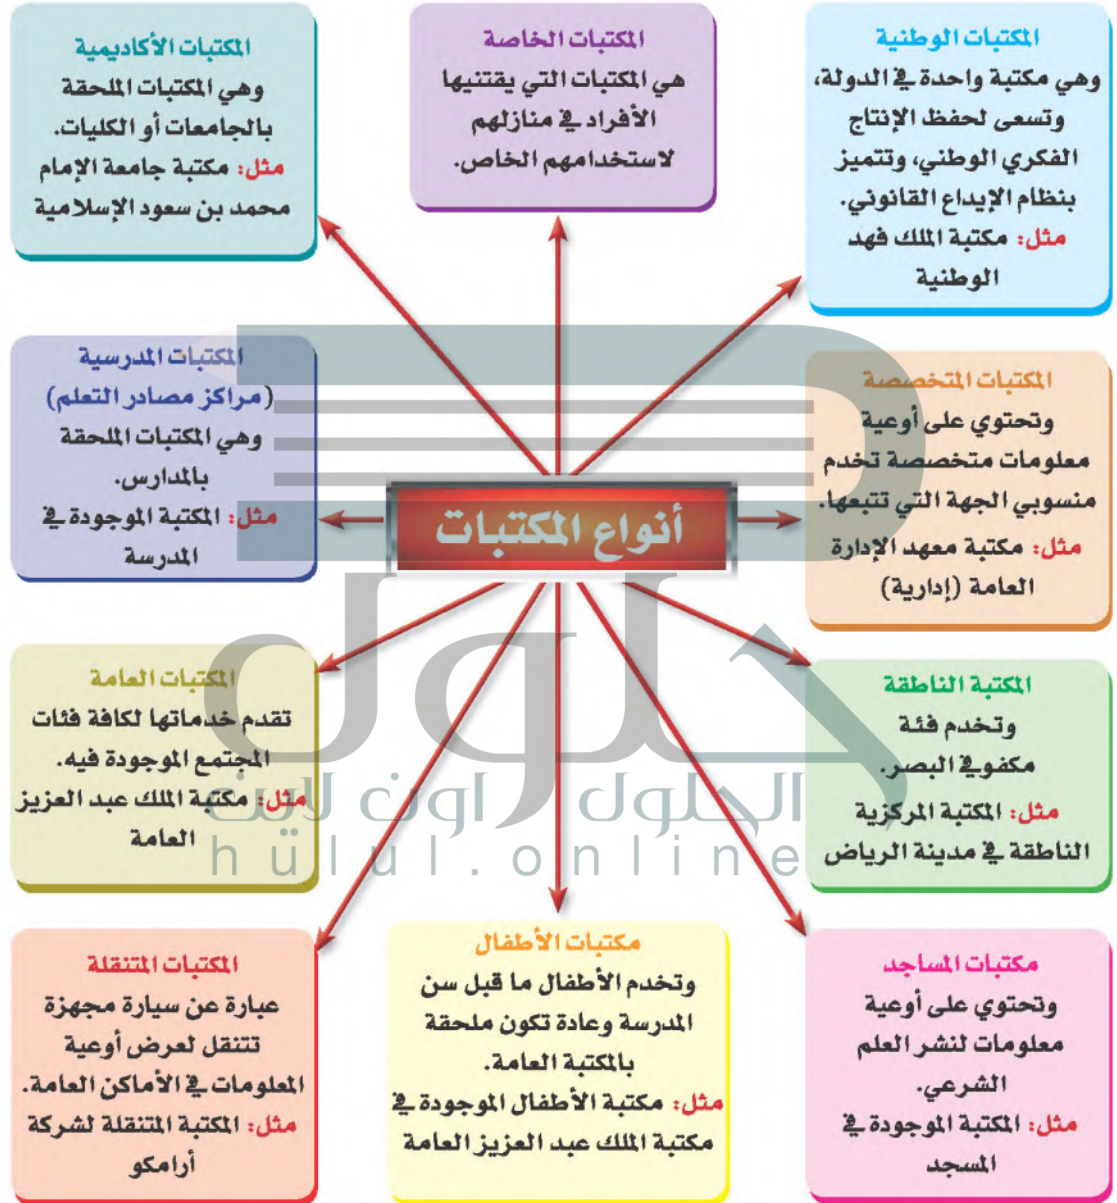 المكتبات الوطنية
وهي مكتبة واحدة في الدولة،
وتسعى لحفظ الإنتاج
الفكري الوطني، وتتميز
بنظام الإيداع القانوني.
مثل: مكتبة الملك فهد
الوطنية
المكتبات الخاصة
هي المكتبات التي يقتنيها
الأفراد في منازلهم
لاستخدامهم الخاص.
المكتبات الأكاديمية
وهي المكتبات الملحقة
بالجامعات أو الكليات.
مثل: مكتبة جامعة الإمام
محمد بن سعود الإسلامية
المكتبات المتخصصة
وتحتوي على أوعية
معلومات متخصصة تخدم
منسوبي الجهة التي تتبعها.
مثل: مكتبة معهد الإدارة
العامة (إدارية)
أنواع المكتبات
المكتبات المدرسية
(مراكز مصادر التعلم)
وهي المكتبات الملحقة
بالمدارس.
مثل: المكتبة الموجودة في
المدرسة
المكتبة الناطقة
وتخدم فئة
مكفوفي البصر.
مثل: المكتبة المركزية
الناطقة في مدينة الرياض
المكتبات العامة
تقدم خدماتها لكافة فئات
المجتمع الموجودة فيه.
مثل: مكتبة الملك عبد العزيز
العامة
مكتبات المساجد
وتحتوي على أوعية
معلومات لنشر العلم
الشرعي.
مثل: المكتبة الموجودة في
المسجد
مكتبات الأطفال
وتخدم الأطفال ما قبل سن
المدرسة وعادة تكون ملحقة
بالمكتبة العامة.
مثل: مكتبة الأطفال الموجودة في
مكتبة الملك عبد العزيز العامة
المكتبات المتنقلة
عبارة عن سيارة مجهزة
تتنقل لعرض أوعية
المعلومات في الأماكن العامة.
مثل: المكتبة المتنقلة لشركة
أرامكو
حلول
الحلول اون لاين
hulul.online